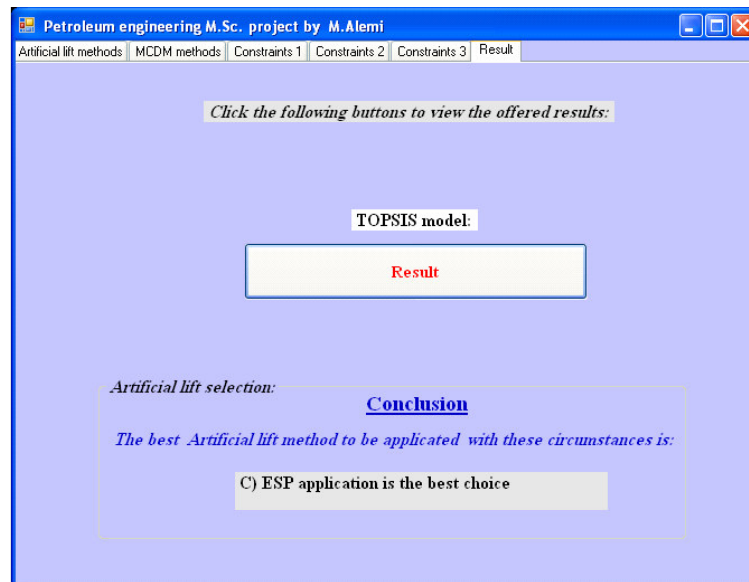 Petroleum engineering M.Sc. project by M.Alemi
Artificial lift methods MCDM methods Constraints 1 Constraints 2 Constraints 3 Result
Click the following buttons to view the offered results:
TOPSIS model:
Result
Artificial lift selection:
Conclusion
The best Artificial lift method to be applicated with these circumstances is:
C) ESP application is the best choice